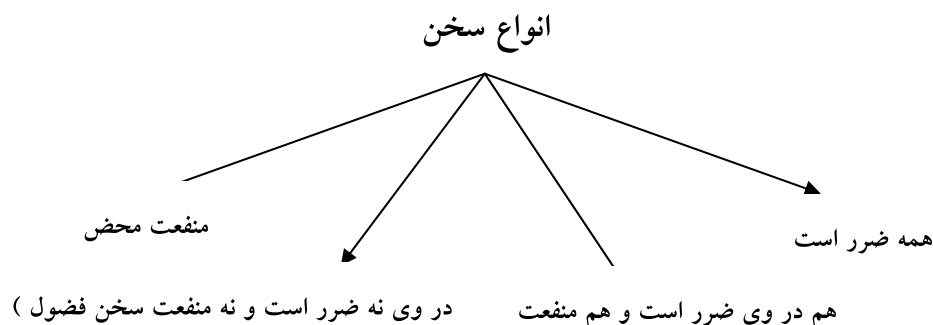 انواع سخن
همه ضرر است
منفعت محض
هم در وی ضرر است و هم منفعت
در وی نه ضرر است و نه منفعت سخن فضول )